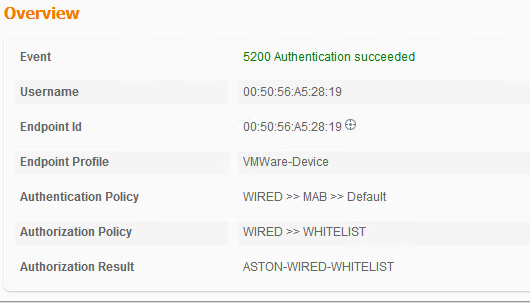 Overview
Event 5200 Authentication succeeded
Username 00:50:56:A5:28:19
Endpoint Id 00:50:56:A5:28:19
Endpoint Profile VMWare-Device
Authentication Policy WIRED >> MAB >> Default
Authorization Policy WIRED >> WHITELIST
Authorization Result ASTON-WIRED-WHITELIST